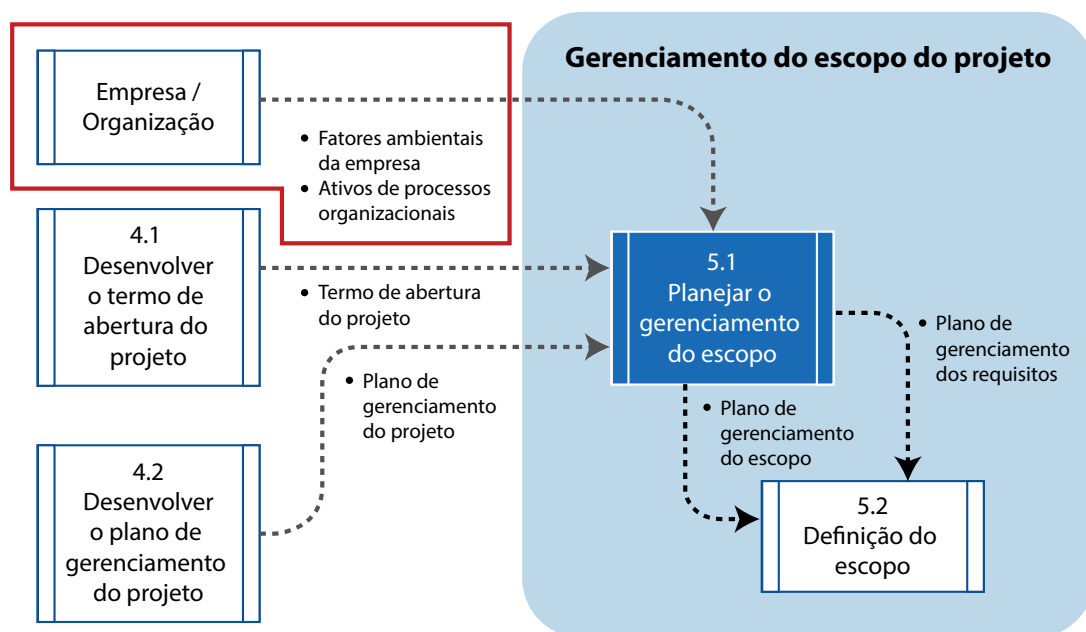 Gerenciamento do escopo do projeto
Empresa /
Organização
• Fatores ambientais
da empresa
• Ativos de processos
organizacionais
4.1
Desenvolver
o termo de
abertura do
projeto
• Termo de abertura
do projeto
5.1
Planejar o
gerenciamento
do escopo
• Plano de
gerenciamento
dos requisitos
• Plano de
gerenciamento
do projeto
• Plano de
gerenciamento
do escopo
4.2
Desenvolver
o plano de
gerenciamento
do projeto
5.2
Definição do
escopo